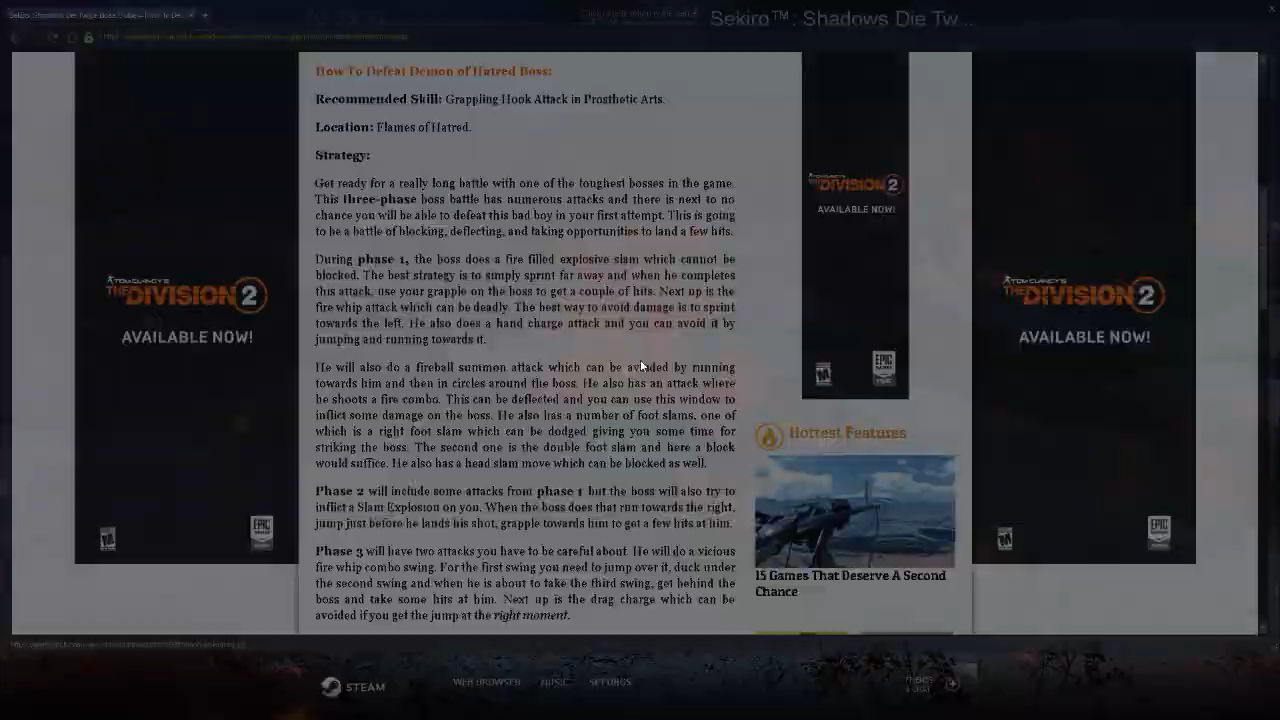 Sekiro™: Shadows Die Tw...
How To Defeat Demon of Hatred Boss:
Recommended Skill: Grappling Hook Attack in Prosthetic Arts.
Location: Flames of Hatred.
Strategy:
Get ready for a really long battle with one of the toughest bosses in the game.
This three-phase boss battle has numerous attacks and there is next to no
chance you will be able to defeat this bad boy in your first attempt. This is going
to be a battle of blocking, deflecting, and taking opportunities to land a few hits.
During phase 1, the boss does a fire filled explosive slam which cannot be
blocked. The best strategy is to simply sprint far away and when he completes
this attack, use your grapple on the boss to get a couple of hits. Next up is the
fire whip attack which can be deadly. The best way to avoid damage is to sprint
towards the left. He also does a hand charge attack and you can avoid it by
jumping and running towards it.
He will also do a fireball summon attack which can be avoided by running
towards him and then in circles around the boss. He also has an attack where
he shoots a fire combo. This can be deflected and you can use this window to
inflict some damage on the boss. He also has a number of foot slams, one of
which is a right foot slam which can be dodged giving you some time for
striking the boss. The second one is the double foot slam and here a block
would suffice. He also has a head slam move which can be blocked as well.
Phase 2 will include some attacks from phase 1 but the boss will also try to
inflict a Slam Explosion on you. When the boss does that run towards the right,
jump just before he lands his shot, grapple towards him to get a few hits at him.
Phase 3 will have two attacks you have to be careful about. He will do a vicious
fire whip combo swing. For the first swing you need to jump over it, duck under
the second swing and when he is about to take the third swing, get behind the
boss and take some hits at him. Next up is the drag charge which can be
avoided if you get the jump at the right moment.
TOM CLANCY'S
THE DIVISION 2
AVAILABLE NOW!
EPIC
GAMES
TOM CLANCY'S
THE DIVISION 2
AVAILABLE NOW!
EPIC
GAMES
Hottest Features
15 Games That Deserve A Second
Chance
TOM CLANCY'S
THE DIVISION 2
AVAILABLE NOW!
EPIC
GAMES
STEAM
WEB BROWSER
MUSIC
SETTINGS